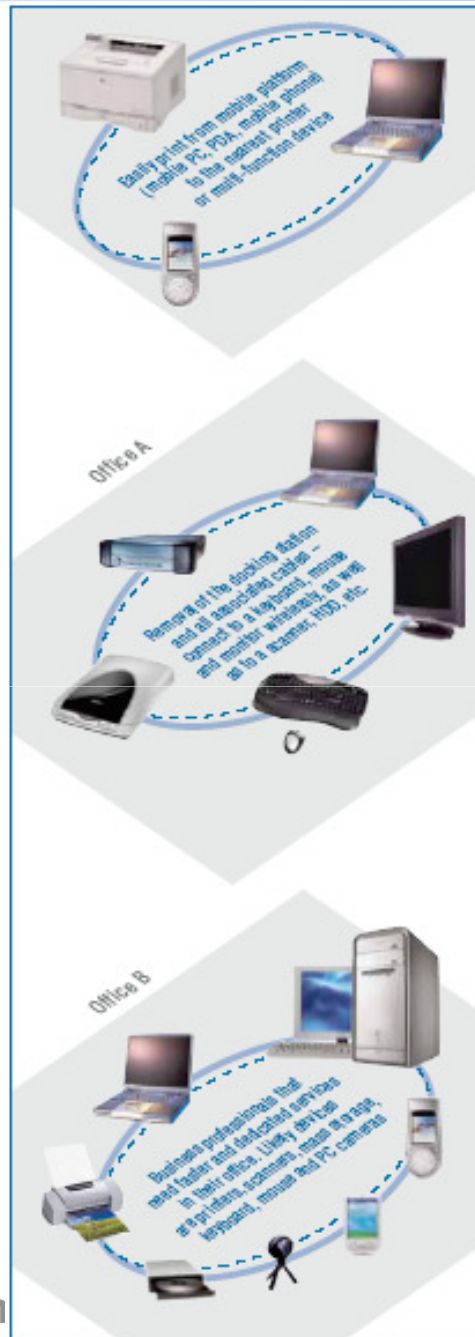 Easily print from mobile platform
(mobile PC, PDA, mobile phone)
to the nearest printer
or multi-function device
Office A
Removal of the docking station
and all associated cables –
connect to a keyboard, mouse
and monitor wirelessly, as well
as to a scanner, HDD, etc.
Office B
Business professionals that
need faster and dedicated services
in their office. Likely devices
are printers, scanners, mass storage,
keyboard, mouse and PC cameras